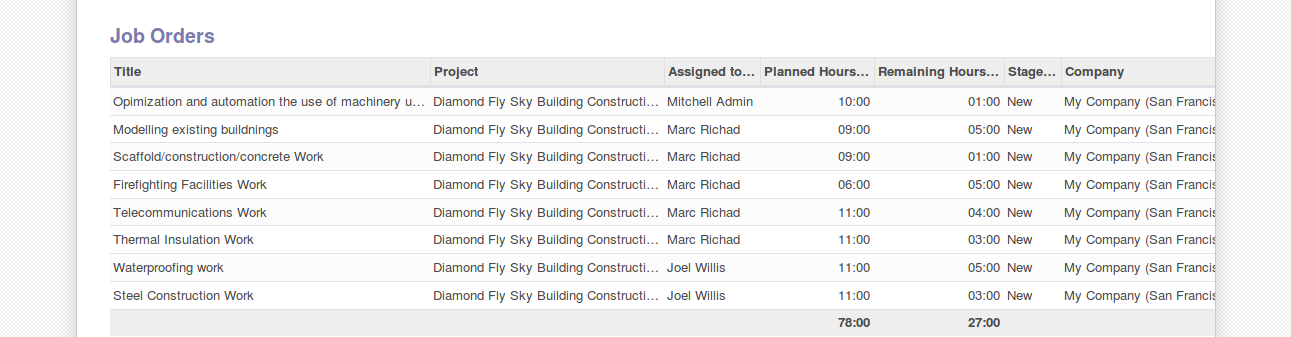 Job Orders
Title Project Assigned to... Planned Hours... Remaining Hours... Stage... Company
Opimization and automation the use of machinery u... Diamond Fly Sky Building Constructi... Mitchell Admin 10:00 01:00 New My Company (San Francis
Modelling existing buildnings Diamond Fly Sky Building Constructi... Marc Richad 09:00 05:00 New My Company (San Francis
Scaffold/construction/concrete Work Diamond Fly Sky Building Constructi... Marc Richad 09:00 01:00 New My Company (San Francis
Firefighting Facilities Work Diamond Fly Sky Building Constructi... Marc Richad 06:00 05:00 New My Company (San Francis
Telecommunications Work Diamond Fly Sky Building Constructi... Marc Richad 11:00 04:00 New My Company (San Francis
Thermal Insulation Work Diamond Fly Sky Building Constructi... Marc Richad 11:00 03:00 New My Company (San Francis
Waterproofing work Diamond Fly Sky Building Constructi... Joel Willis 11:00 05:00 New My Company (San Francis
Steel Construction Work Diamond Fly Sky Building Constructi... Joel Willis 11:00 03:00 New My Company (San Francis
78:00 27:00